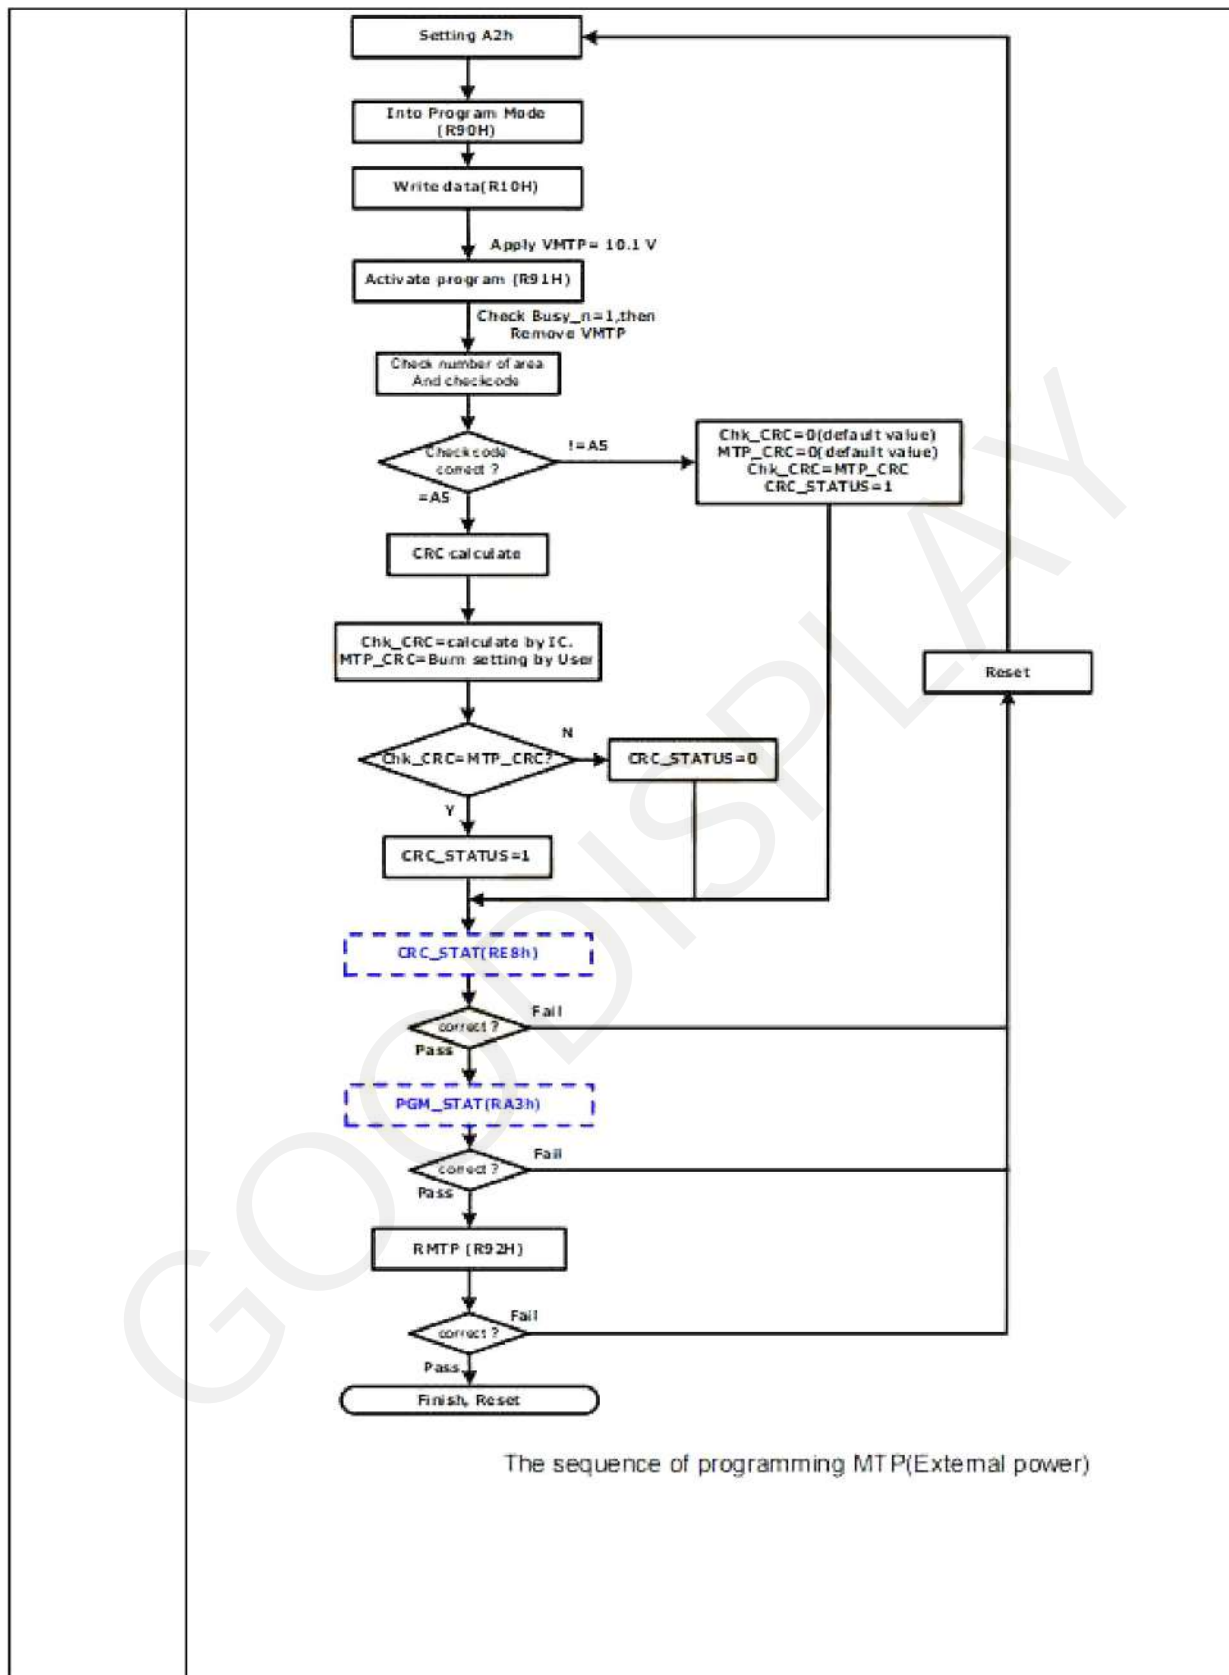 Setting A2h
Into Program Mode
(R90H)
Write data(R10H)
Apply VMTP= 10.1 V
Activate program (R91H)
Check Busy_n=1,then
Remove VMTP
Check number of area
And checkcode
Check code
correct ?
!=A5
=A5
Chk_CRC=0(default value)
MTP_CRC=0(default value)
Chk_CRC=MTP_CRC
CRC_STATUS=1
CRC calculate
Chk_CRC=calculate by IC.
MTP_CRC=Burn setting by User
Reset
Chk_CRC=MTP_CRC?
N
CRC_STATUS=0
Y
CRC_STATUS=1
CRC_STAT(RE8h)
correct ?
Fail
Pass
PGM_STAT(RA3h)
correct ?
Fail
Pass
RMTP (R92H)
correct ?
Fail
Pass
Finish, Reset
The sequence of programming MTP(External power)
GOODISPLAY